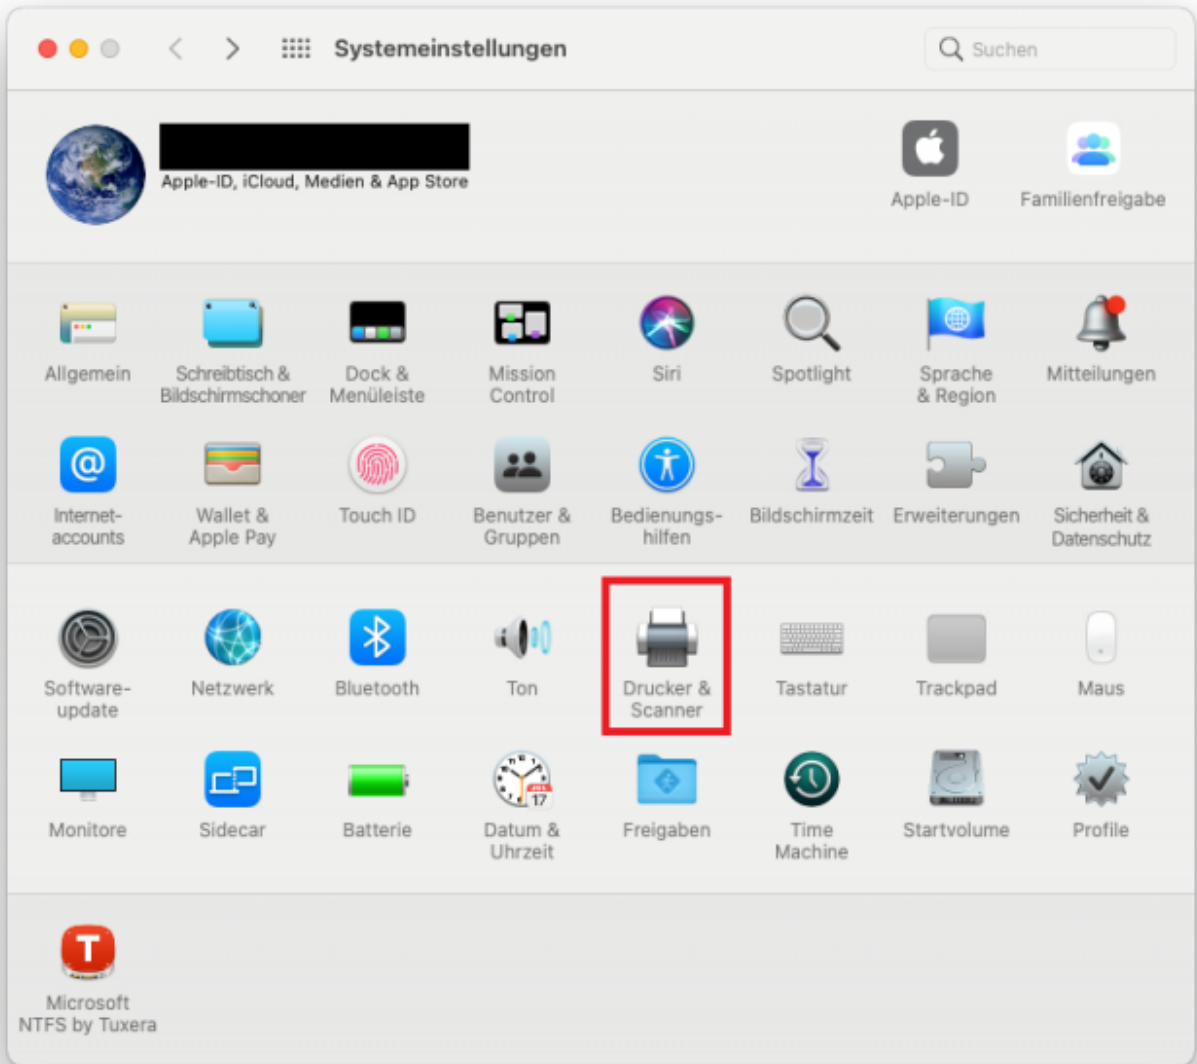 Systemeinstellungen
Suchen
Apple-ID, iCloud, Medien & App Store
Apple-ID
Familienfreigabe
Allgemein
Schreibtisch &
Bildschirmschoner
Dock &
Menüleiste
Mission
Control
Siri
Spotlight
Sprache
& Region
Mitteilungen
Internet-
accounts
Wallet &
Apple Pay
Touch ID
Benutzer &
Gruppen
Bedienungs-
hilfen
Bildschirmzeit
Erweiterungen
Sicherheit &
Datenschutz
Software-
update
Netzwerk
Bluetooth
Ton
Drucker &
Scanner
Tastatur
Trackpad
Maus
Monitore
Sidecar
Batterie
JUL
17
Datum &
Uhrzeit
Freigaben
Time
Machine
Startvolume
Profile
T
Microsoft
NTFS by Tuxera